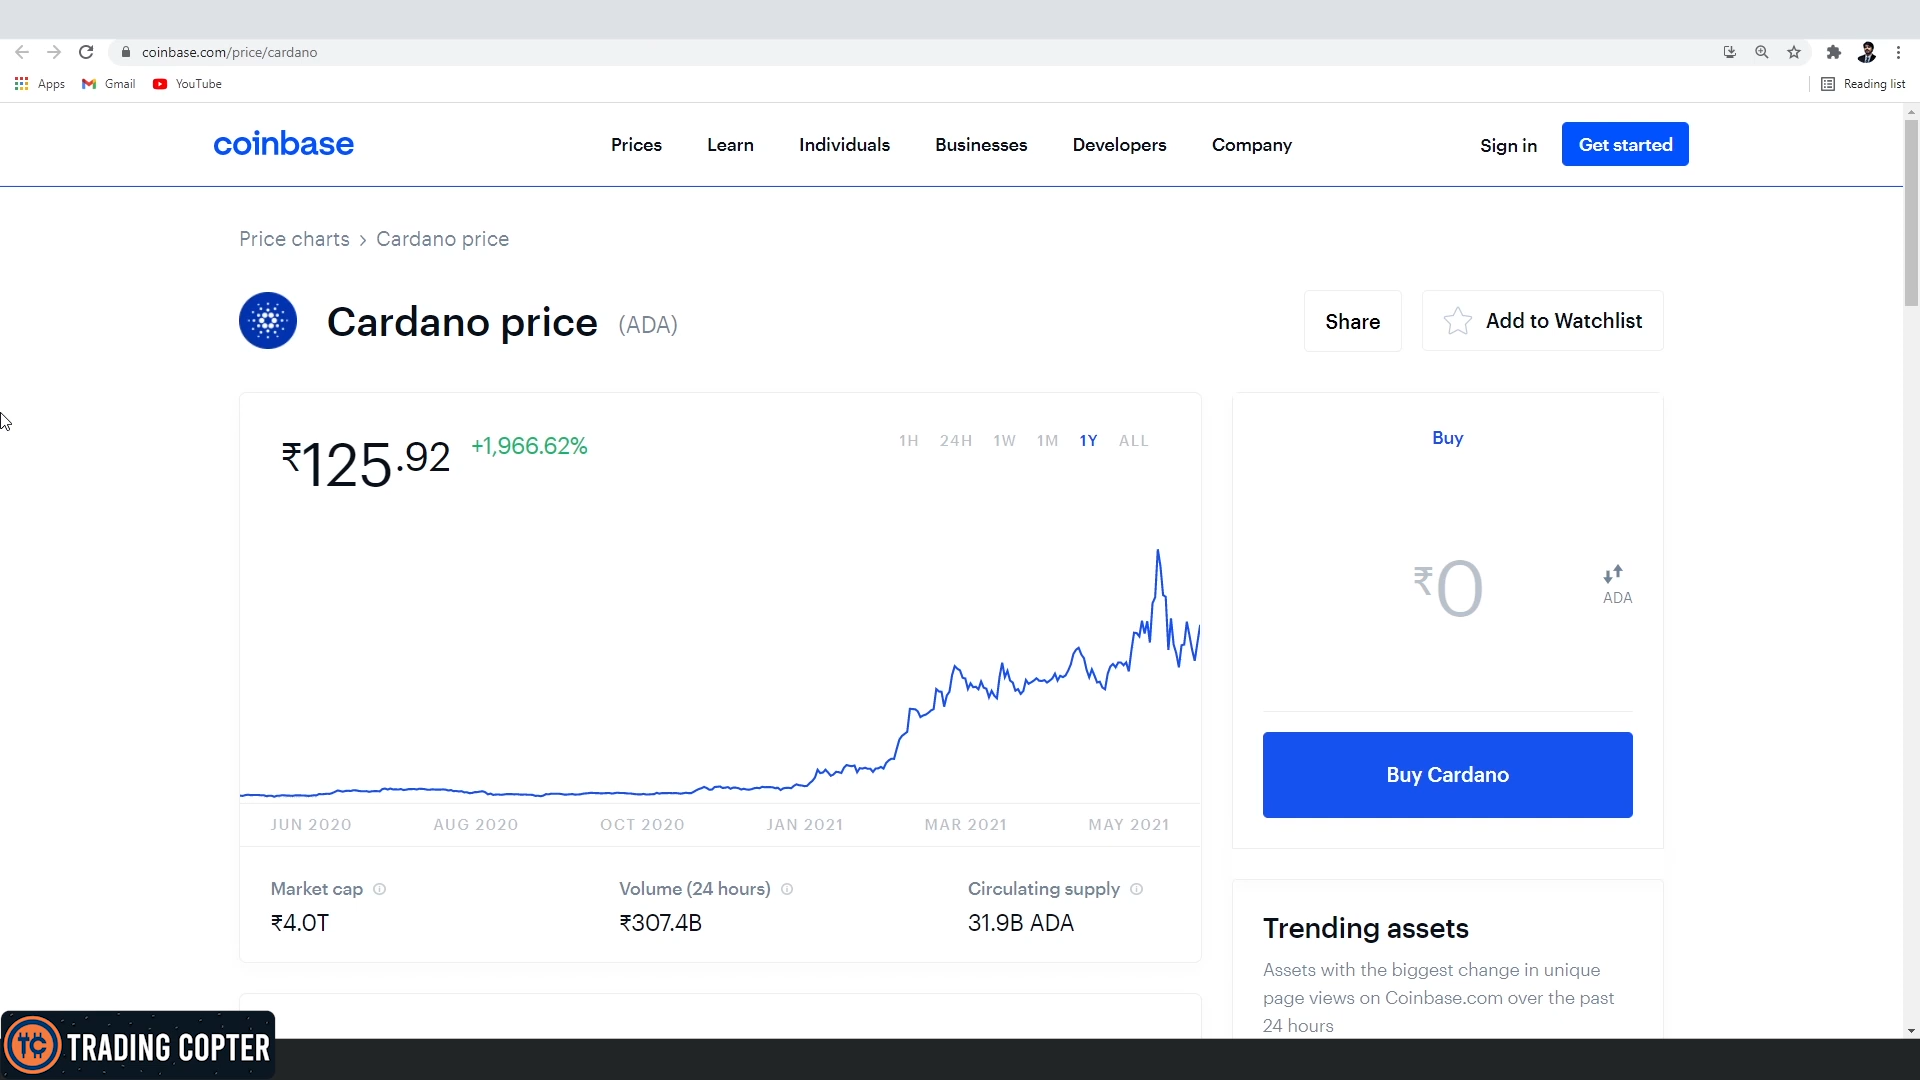 coinbase.com/price/cardano
Apps Gmail YouTube Reading list
coinbase Prices Learn Individuals Businesses Developers Company Sign in Get started
Price charts › Cardano price
Cardano price (ADA) Share Add to Watchlist
₹125.92 +1,966.62% 1H 24H 1W 1M 1Y ALL
Buy
₹0
ADA
Buy Cardano
JUN 2020 AUG 2020 OCT 2020 JAN 2021 MAR 2021 MAY 2021
Market cap Volume (24 hours) Circulating supply
₹4.0T ₹307.4B 31.9B ADA
Trending assets
Assets with the biggest change in unique
page views on Coinbase.com over the past
24 hours
TC TRADING COPTER